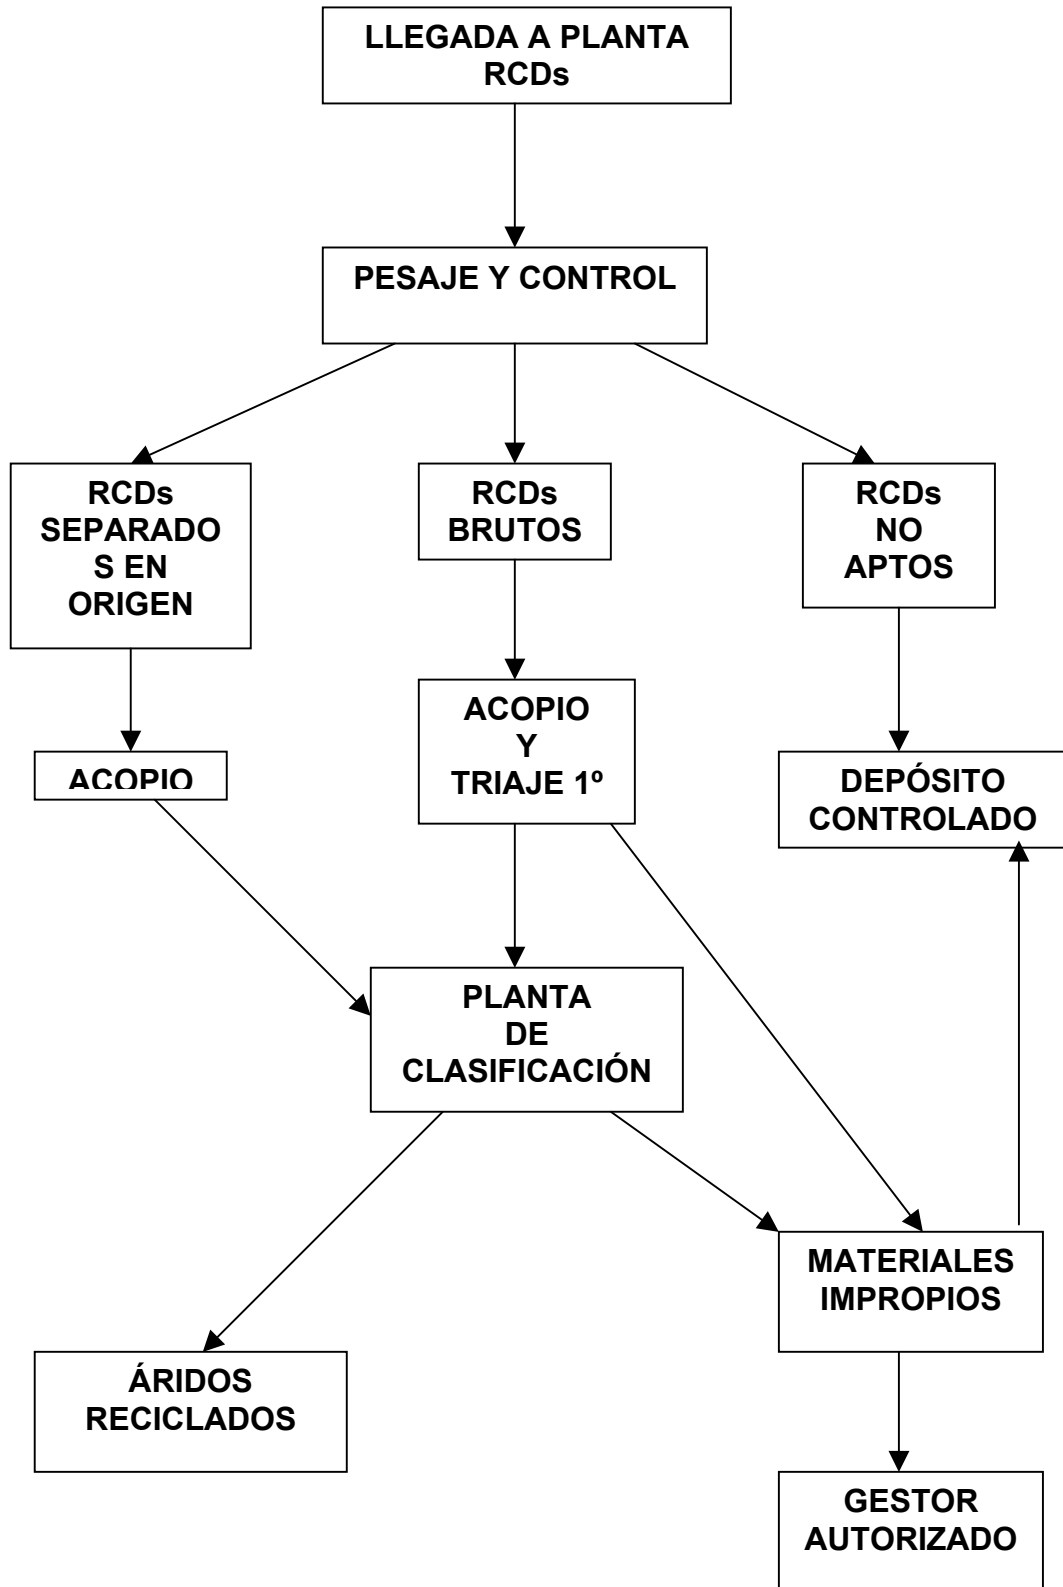 LLEGADA A PLANTA
RCDs
PESAJE Y CONTROL
RCDs
SEPARADO
S EN
ORIGEN
RCDs
BRUTOS
RCDs
NO
APTOS
ACOPIO
ACOPIO
Y
TRIAJE 1º
DEPÓSITO
CONTROLADO
PLANTA
DE
CLASIFICACIÓN
MATERIALES
IMPROPIOS
ÁRIDOS
RECICLADOS
GESTOR
AUTORIZADO